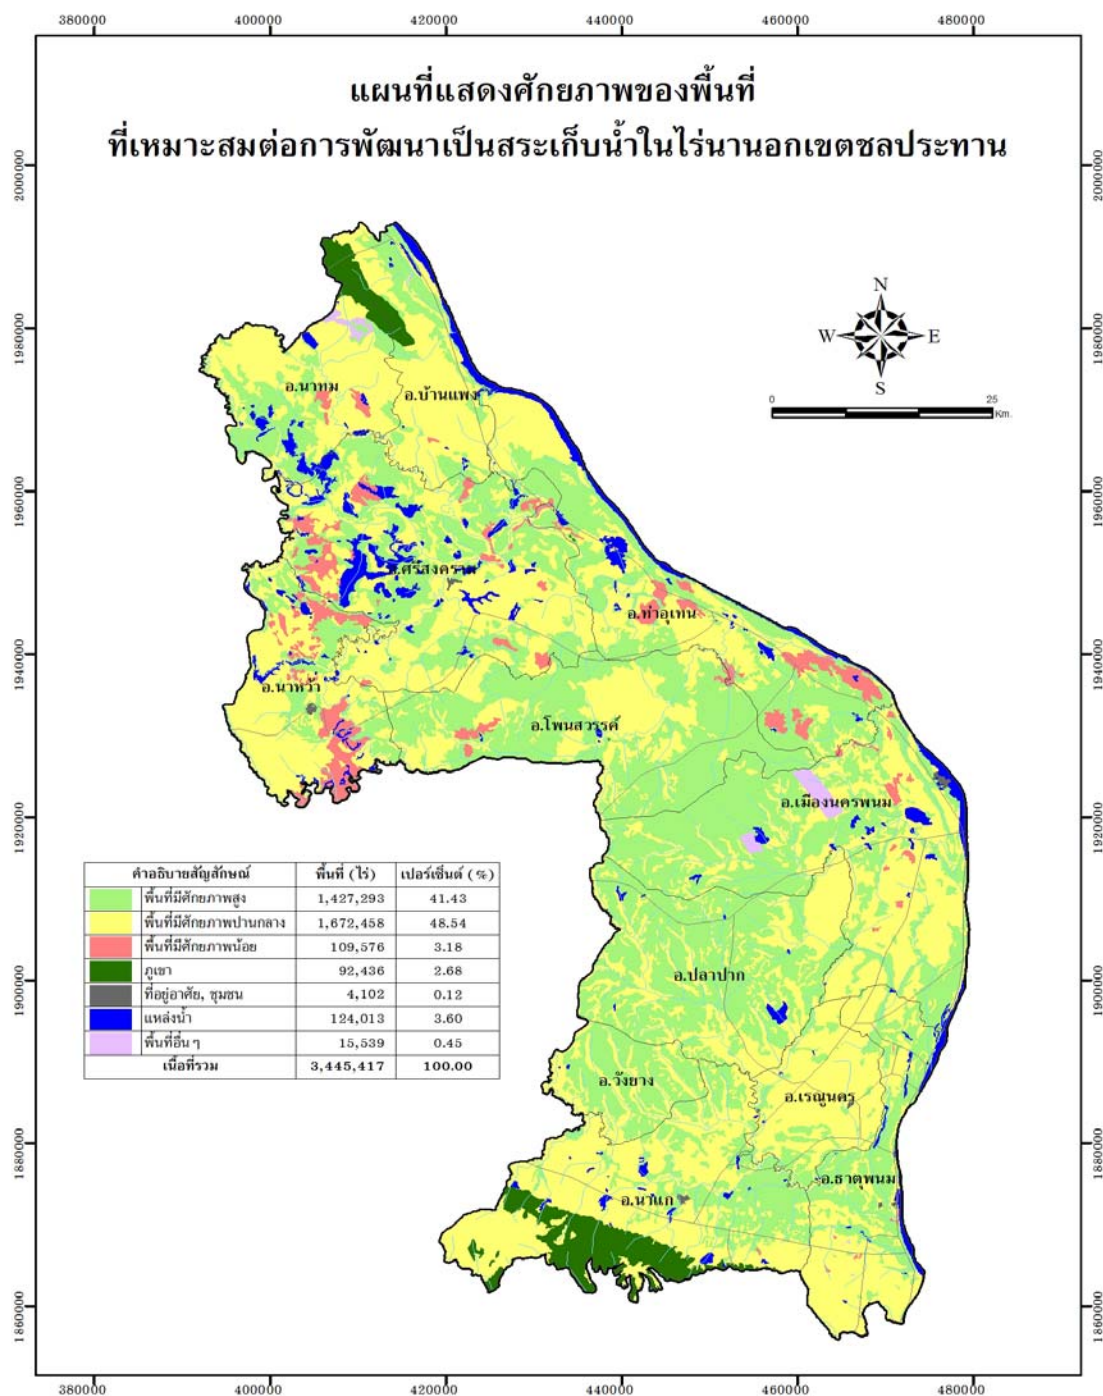 380000 400000 420000 440000 460000 480000
แผนที่แสดงศักยภาพของพื้นที่
ที่เหมาะสมต่อการพัฒนาเป็นสระเก็บน้ำในไร่นานอกเขตชลประทาน
2000000 2000000
N
W E
S
1980000 1980000
0 25
Km.
อ.นาทม
อ.บ้านแพง
1960000 1960000
อ.ศรีสงคราม
อ.ท่าอุเทน
1940000 1940000
อ.นาหว้า
อ.โพนสวรรค์
อ.เมืองนครพนม
1920000 1920000
คำอธิบายสัญลักษณ์ พื้นที่ (ไร่) เปอร์เซ็นต์ (%)
พื้นที่มีศักยภาพสูง 1,427,293 41.43
พื้นที่มีศักยภาพปานกลาง 1,672,458 48.54
พื้นที่มีศักยภาพน้อย 109,576 3.18
ภูเขา 92,436 2.68
ที่อยู่อาศัย, ชุมชน 4,102 0.12
แหล่งน้ำ 124,013 3.60
พื้นที่อื่น ๆ 15,539 0.45
เนื้อที่รวม 3,445,417 100.00
อ.ปลาปาก
1900000 1900000
อ.วังยาง
อ.เรณูนคร
1880000 1880000
อ.ธาตุพนม
อ.นาแก
1860000 1860000
380000 400000 420000 440000 460000 480000